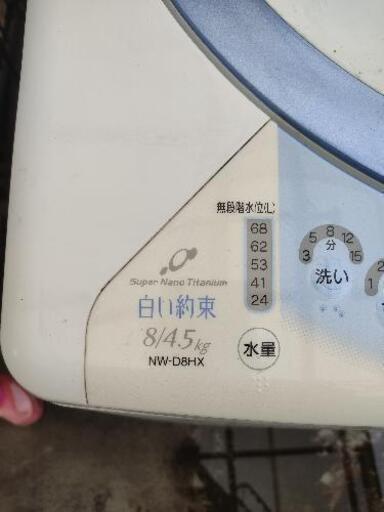 無段階水位(L)
68
62
53
41
24
3 5 8 12 15
分
洗い
Super Nano Titanium
白い約束
8/4.5kg
NW-D8HX
水量